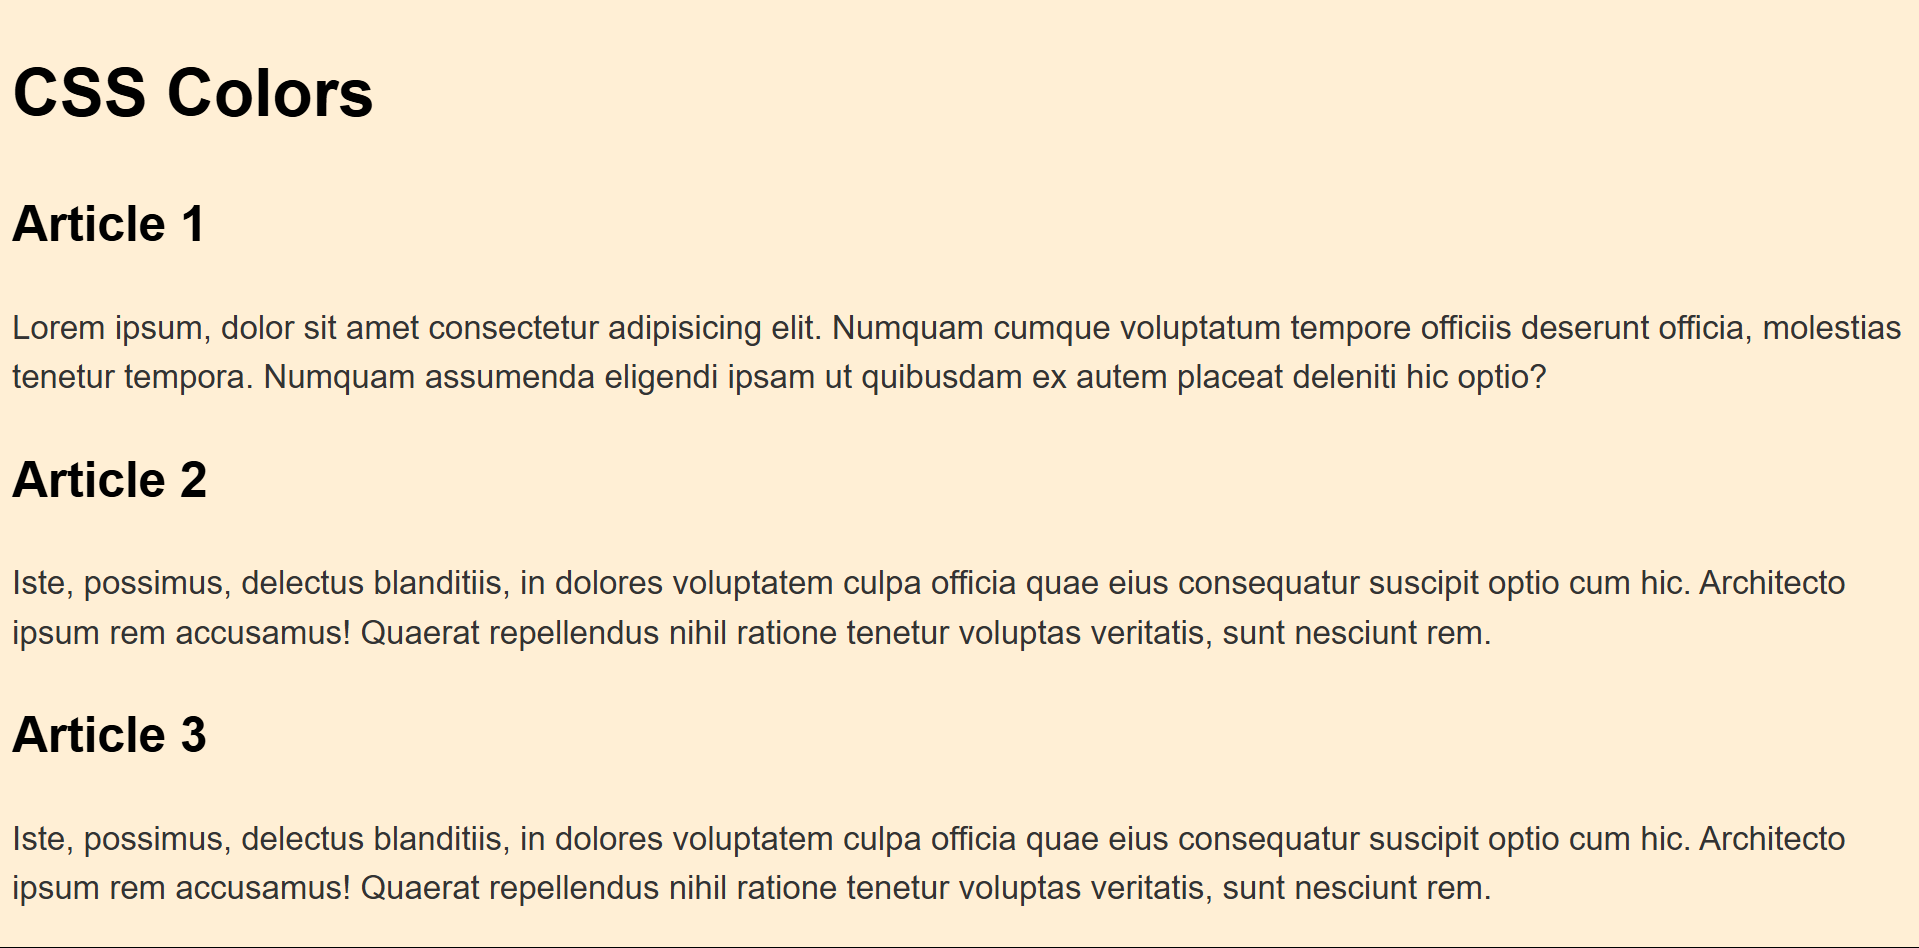 CSS Colors
Article 1
Lorem ipsum, dolor sit amet consectetur adipisicing elit. Numquam cumque voluptatum tempore officiis deserunt officia, molestias
tenetur tempora. Numquam assumenda eligendi ipsam ut quibusdam ex autem placeat deleniti hic optio?
Article 2
Iste, possimus, delectus blanditiis, in dolores voluptatem culpa officia quae eius consequatur suscipit optio cum hic. Architecto
ipsum rem accusamus! Quaerat repellendus nihil ratione tenetur voluptas veritatis, sunt nesciunt rem.
Article 3
Iste, possimus, delectus blanditiis, in dolores voluptatem culpa officia quae eius consequatur suscipit optio cum hic. Architecto
ipsum rem accusamus! Quaerat repellendus nihil ratione tenetur voluptas veritatis, sunt nesciunt rem.